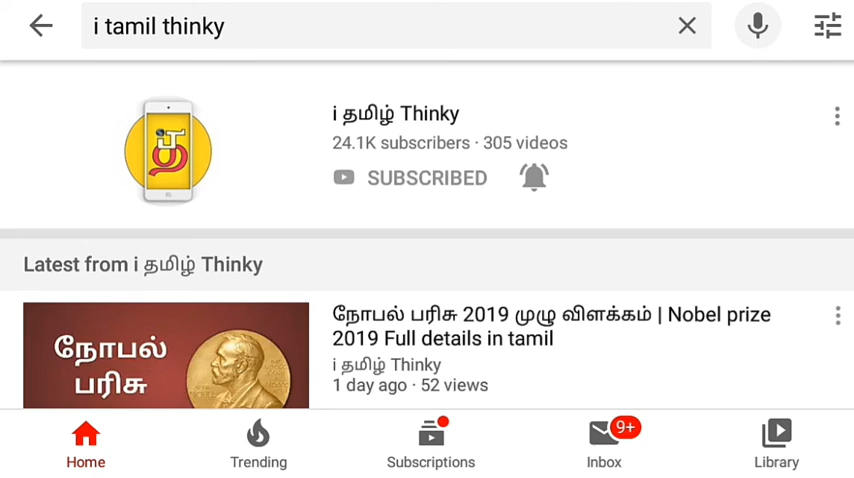 i tamil thinky
i தமிழ் Thinky
24.1K subscribers · 305 videos
SUBSCRIBED
Latest from i தமிழ் Thinky
நோபல்
பரிசு
நோபல் பரிசு 2019 முழு விளக்கம் | Nobel prize
2019 Full details in tamil
i தமிழ் Thinky
1 day ago · 52 views
Home
Trending
Subscriptions
9+
Inbox
Library